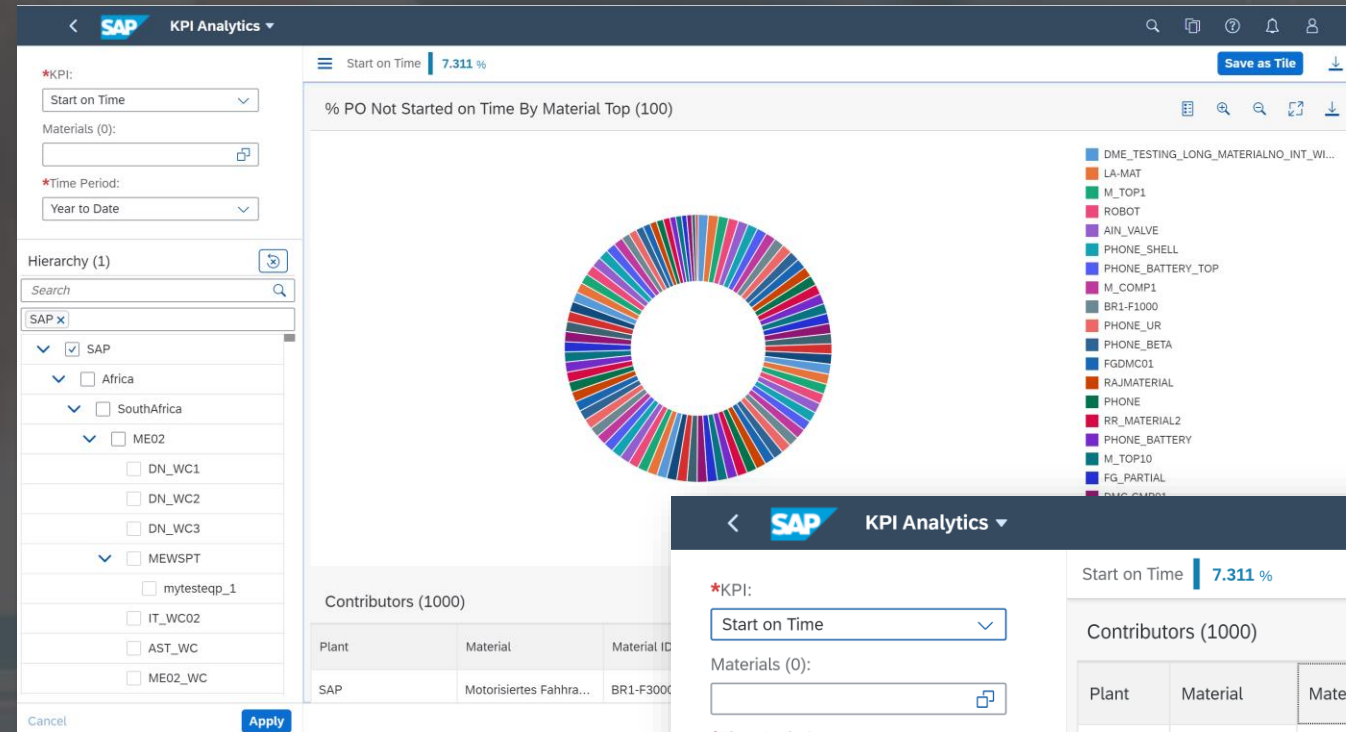 SAP KPI Analytics
*KPI:
Start on Time
Materials (0):
*Time Period:
Year to Date
Hierarchy (1)
Search
SAP ×
SAP
Africa
SouthAfrica
ME02
DN_WC1
DN_WC2
DN_WC3
MEWSPT
mytesteqp_1
IT_WC02
AST_WC
ME02_WC
Cancel Apply
Start on Time 7.311 % Save as Tile
% PO Not Started on Time By Material Top (100)
DME_TESTING_LONG_MATERIALNO_INT_WI...
LA-MAT
M_TOP1
ROBOT
AIN_VALVE
PHONE_SHELL
PHONE_BATTERY_TOP
M_COMP1
BR1-F1000
PHONE_UR
PHONE_BETA
FGDMC01
RAJMATERIAL
PHONE
RR_MATERIAL2
PHONE_BATTERY
M_TOP10
FG_PARTIAL
Contributors (1000)
Plant Material Material ID
SAP Motorisiertes Fahhra... BR1-F3000
SAP KPI Analytics
*KPI:
Start on Time
Materials (0):
Start on Time 7.311 %
Contributors (1000)
Plant Material Mate